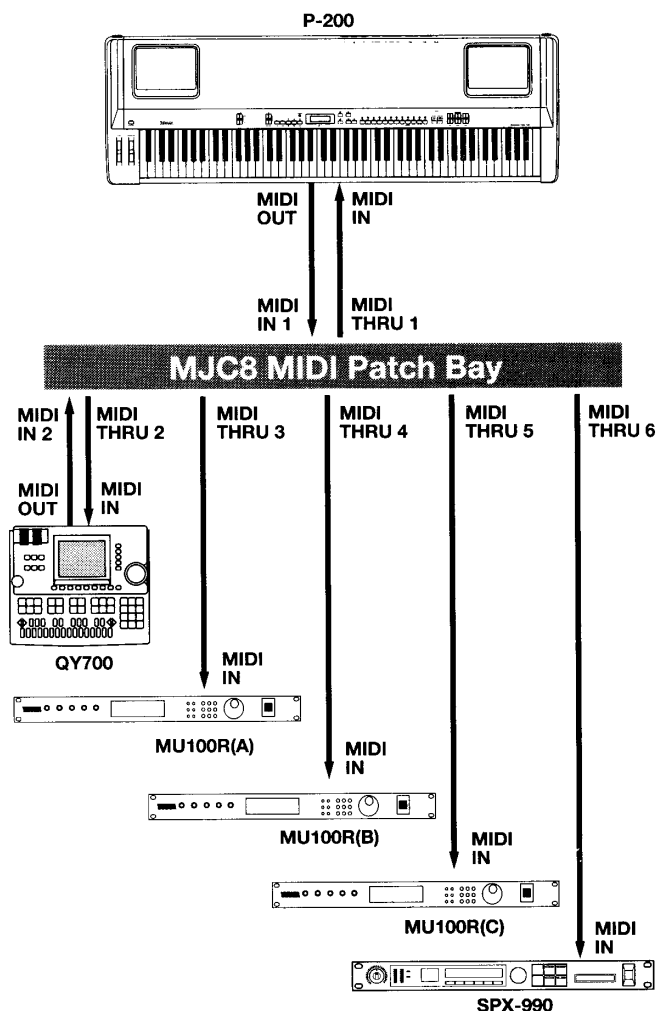 P-200
MIDI OUT
MIDI IN
MIDI IN 1
MIDI THRU 1
MJC8 MIDI Patch Bay
MIDI IN 2
MIDI THRU 2
MIDI THRU 3
MIDI THRU 4
MIDI THRU 5
MIDI THRU 6
MIDI OUT
MIDI IN
QY700
MIDI IN
MU100R(A)
MIDI IN
MU100R(B)
MIDI IN
MU100R(C)
MIDI IN
SPX-990